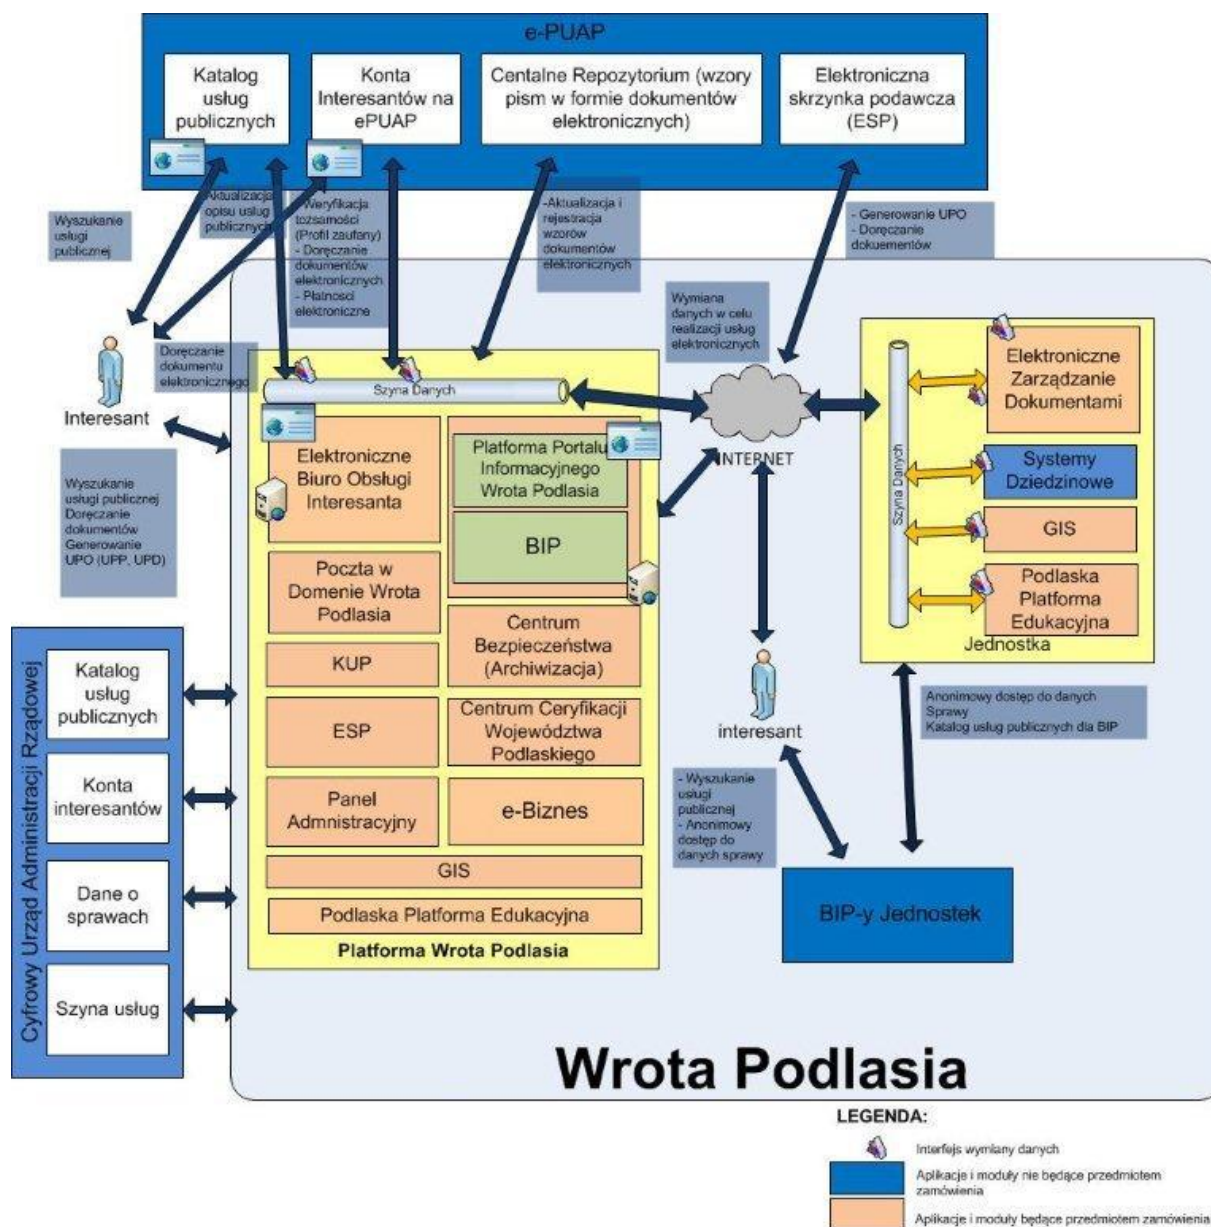 e-PUAP
Katalog
usług
publicznych
Konta
Interesantów na
ePUAP
Centalne Repozytorium (wzory
pism w formie dokumentów
elektronicznych)
Elektroniczna
skrzynka podawcza
(ESP)
Wyszukanie
usługi
publicznej
Aktualizacja
opisu usług
publicznych
-Weryfikacja
tożsamości
(Profil zaufany)
- Doręczanie
dokumentów
elektronicznych
- Płatnosci
elektroniczne
-Aktualizacja i
rejestracja
wzorów
dokumentów
elektronicznych
- Generowanie UPO
- Doręczanie
dokuementów
Wymiana
danych w celu
realizacji usług
elektronicznych
Doręczanie
dokumentu
elektronicznego
Interesant
Wyszukanie
usługi publicznej
Doręczanie
dokumentów
Generowanie
UPO (UPP, UPD)
Szyna Danych
Elektroniczne
Biuro Obsługi
Interesanta
Platforma Portalu
Informacyjnego
Wrota Podlasia
BIP
Poczta w
Domenie Wrota
Podlasia
Centrum
Bezpieczeństwa
(Archiwizacja)
KUP
ESP
Centrum Ceryfikacji
Województwa
Podlaskiego
Panel
Admnistracyjny
e-Biznes
GIS
Podlaska Platforma Edukacyjna
Platforma Wrota Podlasia
INTERNET
interesant
- Wyszukanie
usługi
publicznej
- Anonimowy
dostęp do
danych sprawy
Szyna Danych
Elektroniczne
Zarządzanie
Dokumentami
Systemy
Dziedzinowe
GIS
Podlaska
Platforma
Edukacyjna
Jednostka
Anonimowy dostęp do danych
Sprawy
Katalog usług publicznych dla BIP
BIP-y Jednostek
Cyfrowy Urząd Administracji Rządowej
Katalog
usług
publicznych
Konta
interesantów
Dane o
sprawach
Szyna usług
Wrota Podlasia
LEGENDA:
Interfejs wymiany danych
Aplikacje i moduły nie będące przedmiotem
zamówienia
Aplikacje i moduły będące przedmiotem zamówienia